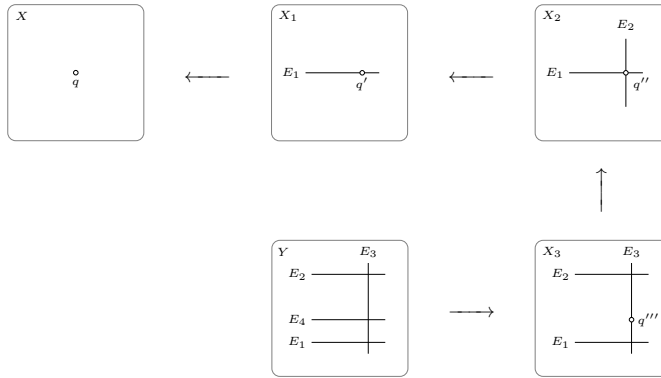 X
q
X₁
E₁
q′
X₂
E₂
E₁
q″
Y
E₃
E₂
E₄
E₁
X₃
E₃
E₂
q‴
E₁